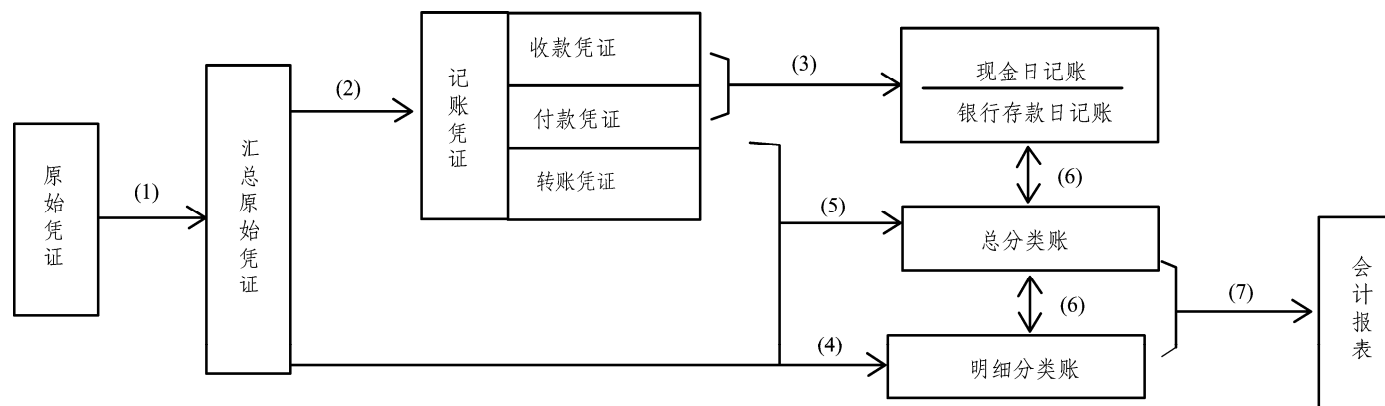 原始凭证
(1)
汇总原始凭证
(2)
记账凭证
收款凭证
付款凭证
转账凭证
(3)
现金日记账
银行存款日记账
(6)
(5)
总分类账
(6)
(4)
明细分类账
(7)
会计报表